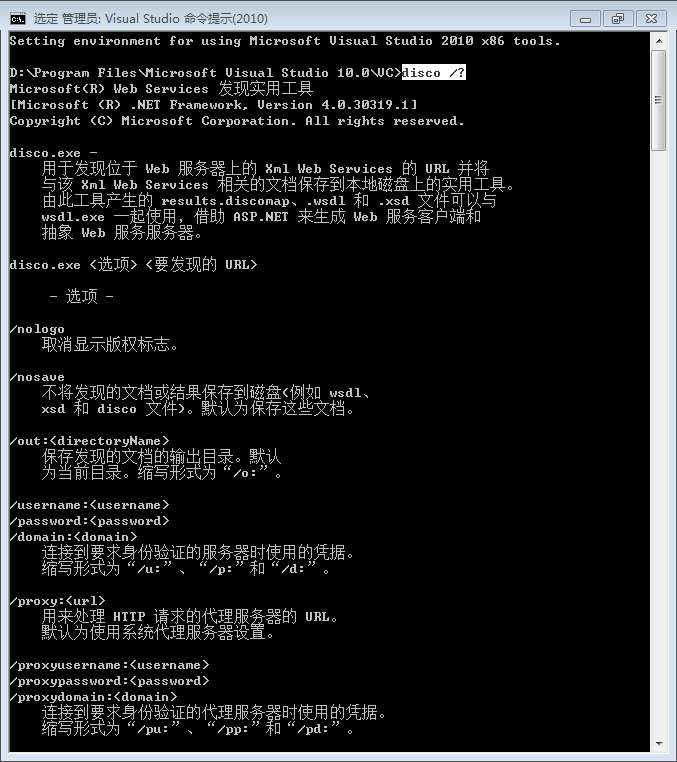 选定 管理员: Visual Studio 命令提示(2010)
Setting environment for using Microsoft Visual Studio 2010 x86 tools.
D:\Program Files\Microsoft Visual Studio 10.0\VC>disco /?
Microsoft(R) Web Services 发现实用工具
[Microsoft (R) .NET Framework, Version 4.0.30319.1]
Copyright (C) Microsoft Corporation. All rights reserved.
disco.exe -
用于发现位于 Web 服务器上的 Xml Web Services 的 URL 并将
与该 Xml Web Services 相关的文档保存到本地磁盘上的实用工具。
由此工具产生的 results.discomap、.wsdl 和 .xsd 文件可以与
wsdl.exe 一起使用，借助 ASP.NET 来生成 Web 服务客户端和
抽象 Web 服务服务器。
disco.exe <选项> <要发现的 URL>
- 选项 -
/nologo
取消显示版权标志。
/nosave
不将发现的文档或结果保存到磁盘(例如 wsdl、
xsd 和 disco 文件)。默认为保存这些文档。
/out:<directoryName>
保存发现的文档的输出目录。默认
为当前目录。缩写形式为“/o:”。
/username:<username>
/password:<password>
/domain:<domain>
连接到要求身份验证的服务器时使用的凭据。
缩写形式为“/u:”、“/p:”和“/d:”。
/proxy:<url>
用来处理 HTTP 请求的代理服务器的 URL。
默认为使用系统代理服务器设置。
/proxyusername:<username>
/proxypassword:<password>
/proxydomain:<domain>
连接到要求身份验证的代理服务器时使用的凭据。
缩写形式为“/pu:”、“/pp:”和“/pd:”。